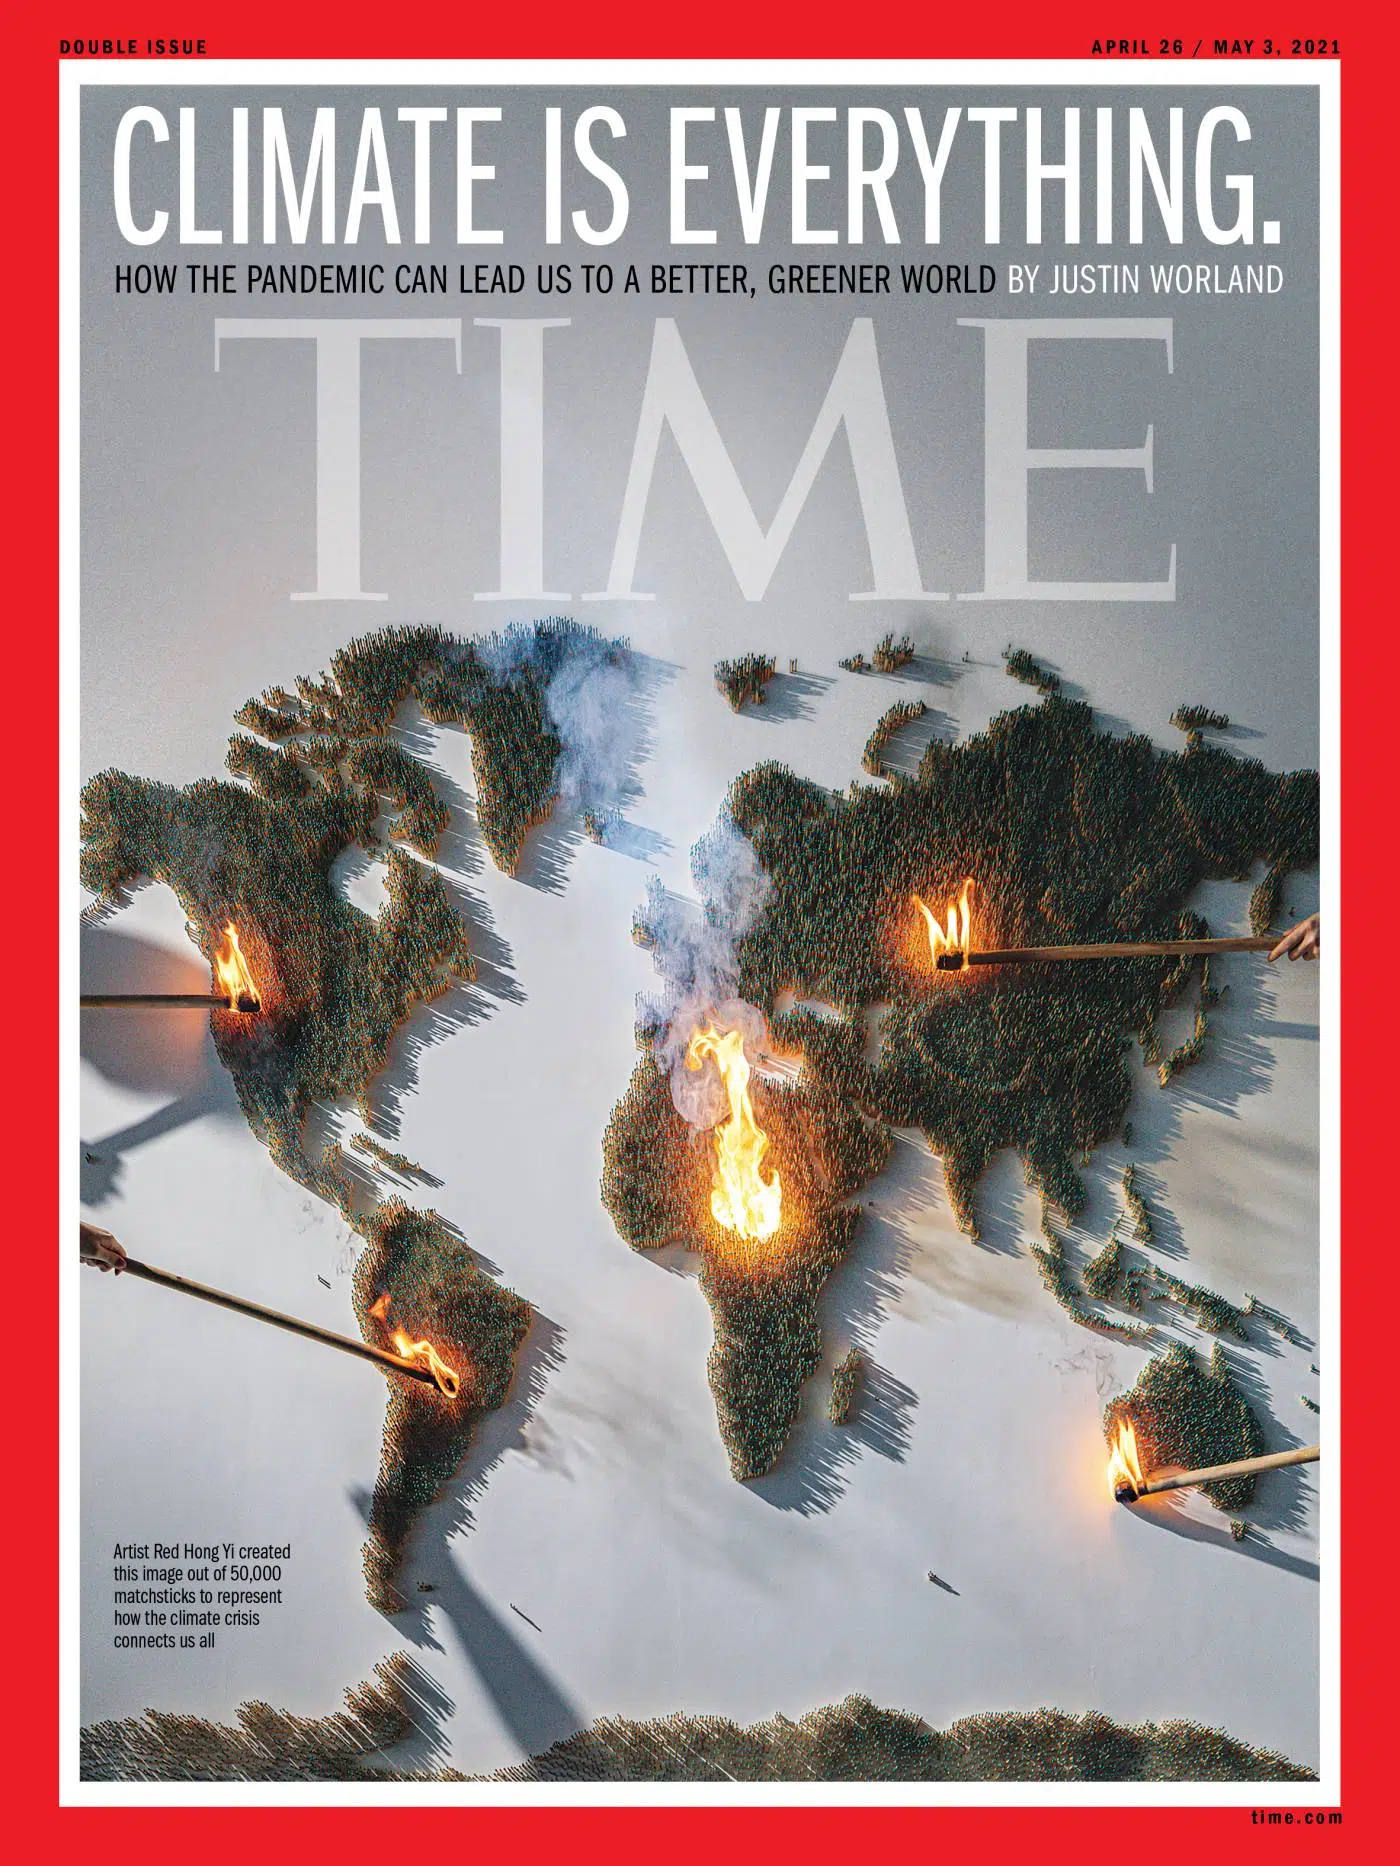 DOUBLE ISSUE
APRIL 26 / MAY 3, 2021
CLIMATE IS EVERYTHING.
HOW THE PANDEMIC CAN LEAD US TO A BETTER, GREENER WORLD BY JUSTIN WORLAND
TIME
Artist Red Hong Yi created
this image out of 50,000
matchsticks to represent
how the climate crisis
connects us all
time.com